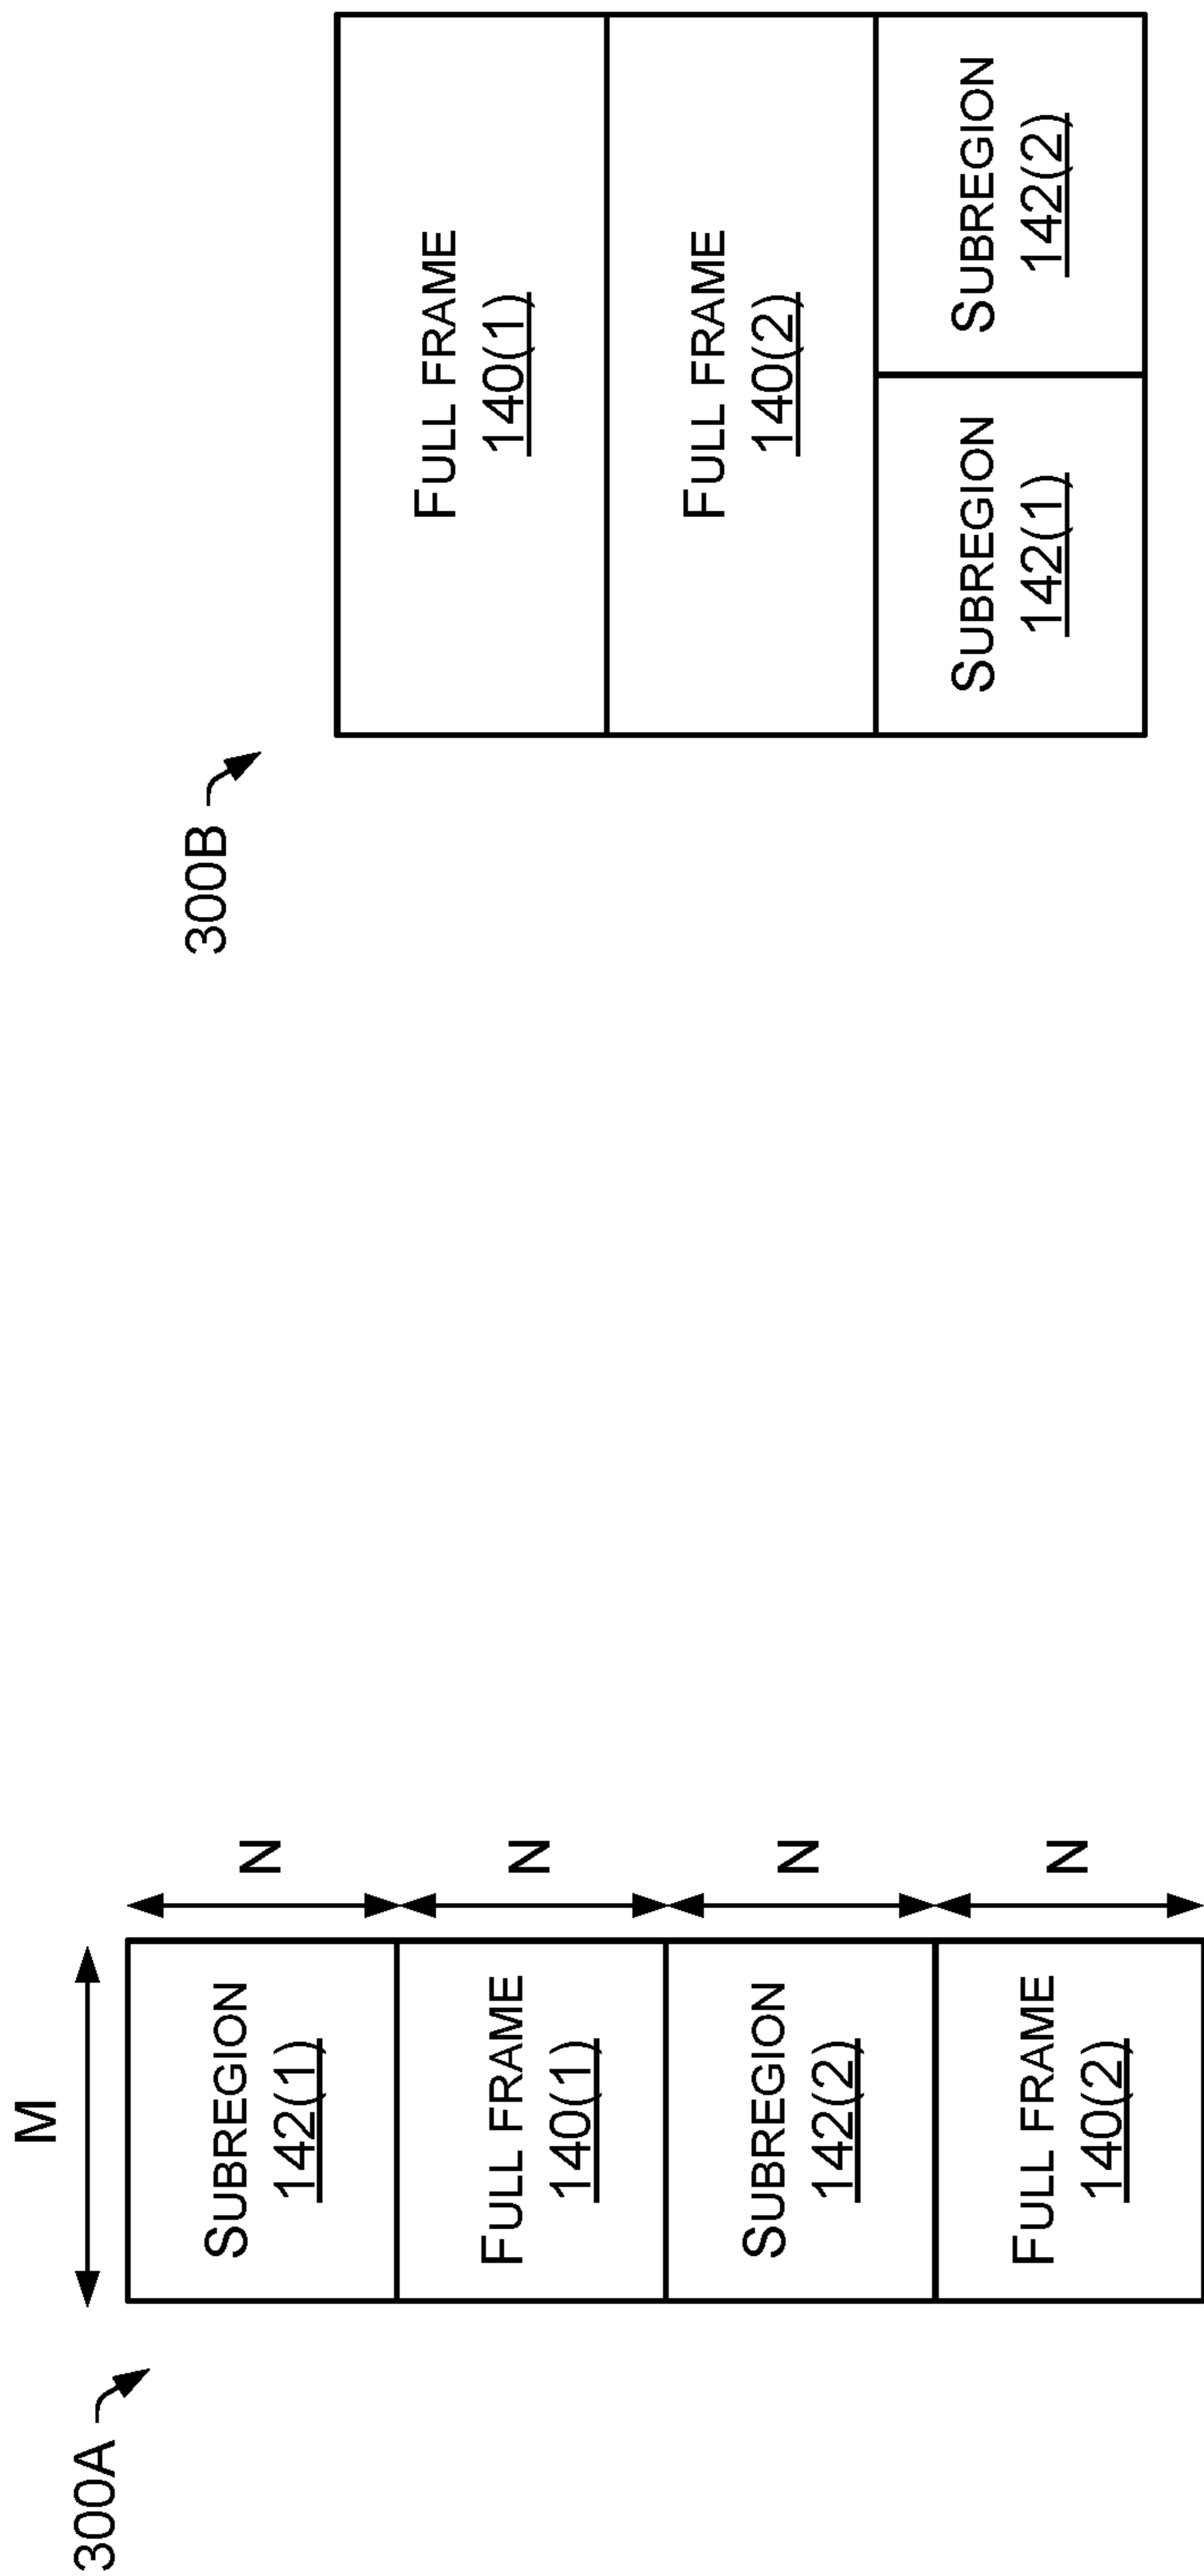 300A
M
SUBREGION
142(1)
N
FULL FRAME
140(1)
N
SUBREGION
142(2)
N
FULL FRAME
140(2)
N
300B
FULL FRAME
140(1)
FULL FRAME
140(2)
SUBREGION
142(1)
SUBREGION
142(2)